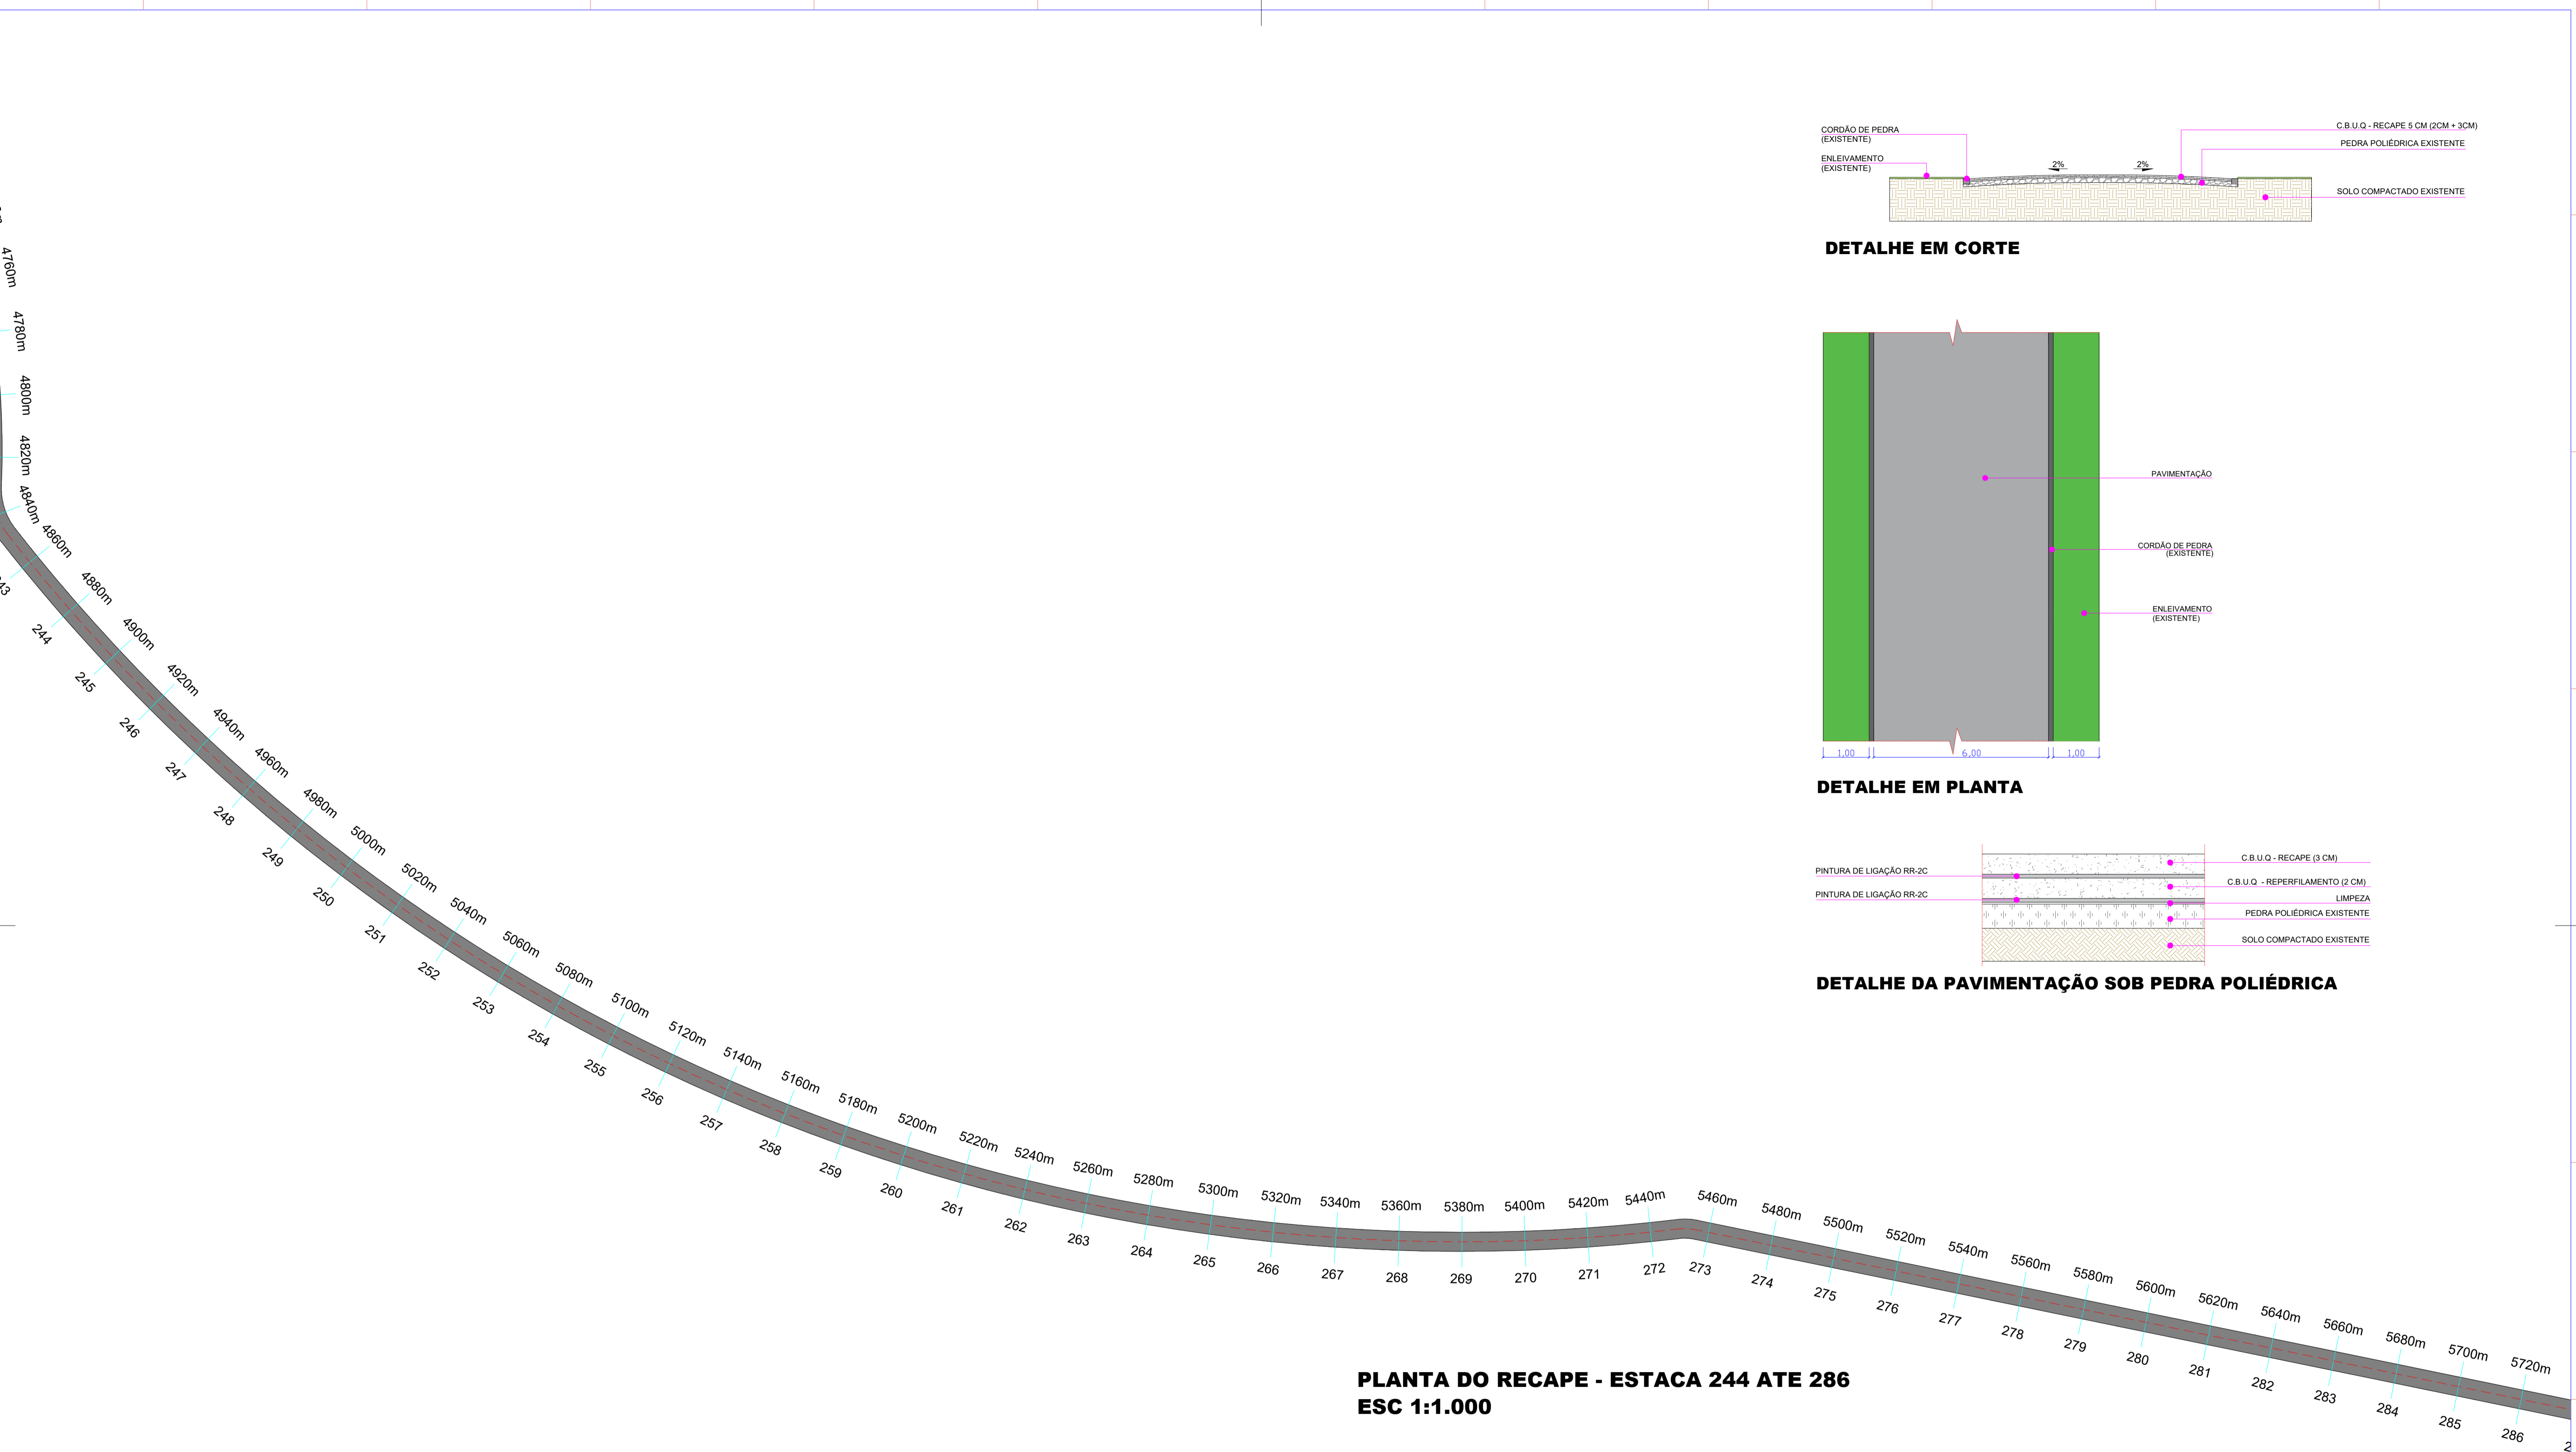 CORDÃO DE PEDRA
(EXISTENTE)
ENLEIVAMENTO
(EXISTENTE)
2%
2%
C.B.U.Q - RECAPE 5 CM (2CM + 3CM)
PEDRA POLIÉDRICA EXISTENTE
SOLO COMPACTADO EXISTENTE
DETALHE EM CORTE
PAVIMENTAÇÃO
CORDÃO DE PEDRA
(EXISTENTE)
ENLEIVAMENTO
(EXISTENTE)
1,00
6,00
1,00
DETALHE EM PLANTA
PINTURA DE LIGAÇÃO RR-2C
PINTURA DE LIGAÇÃO RR-2C
C.B.U.Q - RECAPE (3 CM)
C.B.U.Q - REPERFILAMENTO (2 CM)
LIMPEZA
PEDRA POLIÉDRICA EXISTENTE
SOLO COMPACTADO EXISTENTE
DETALHE DA PAVIMENTAÇÃO SOB PEDRA POLIÉDRICA
4760m
4780m
4800m
4820m
4840m
4860m
4880m
4900m
4920m
4940m
4960m
4980m
5000m
5020m
5040m
5060m
5080m
5100m
5120m
5140m
5160m
5180m
5200m
5220m
5240m
5260m
5280m
5300m
5320m
5340m
5360m
5380m
5400m
5420m
5440m
5460m
5480m
5500m
5520m
5540m
5560m
5580m
5600m
5620m
5640m
5660m
5680m
5700m
5720m
244
245
246
247
248
249
250
251
252
253
254
255
256
257
258
259
260
261
262
263
264
265
266
267
268
269
270
271
272
273
274
275
276
277
278
279
280
281
282
283
284
285
286
PLANTA DO RECAPE - ESTACA 244 ATE 286
ESC 1:1.000